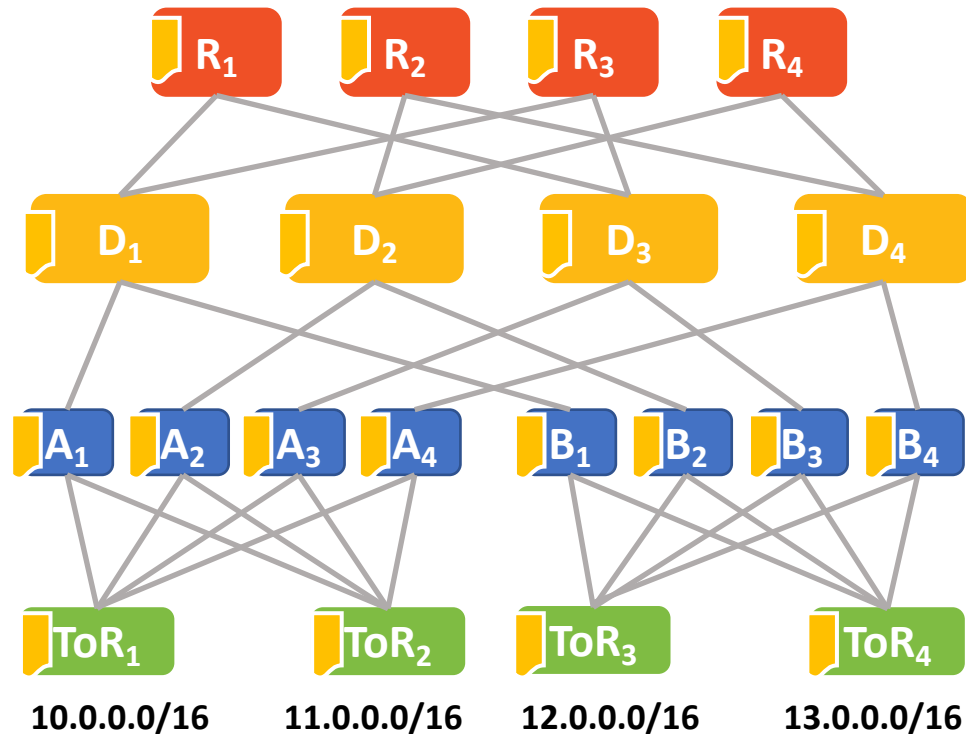 R₁ R₂ R₃ R₄
D₁ D₂ D₃ D₄
A₁ A₂ A₃ A₄ B₁ B₂ B₃ B₄
ToR₁ ToR₂ ToR₃ ToR₄
10.0.0.0/16 11.0.0.0/16 12.0.0.0/16 13.0.0.0/16